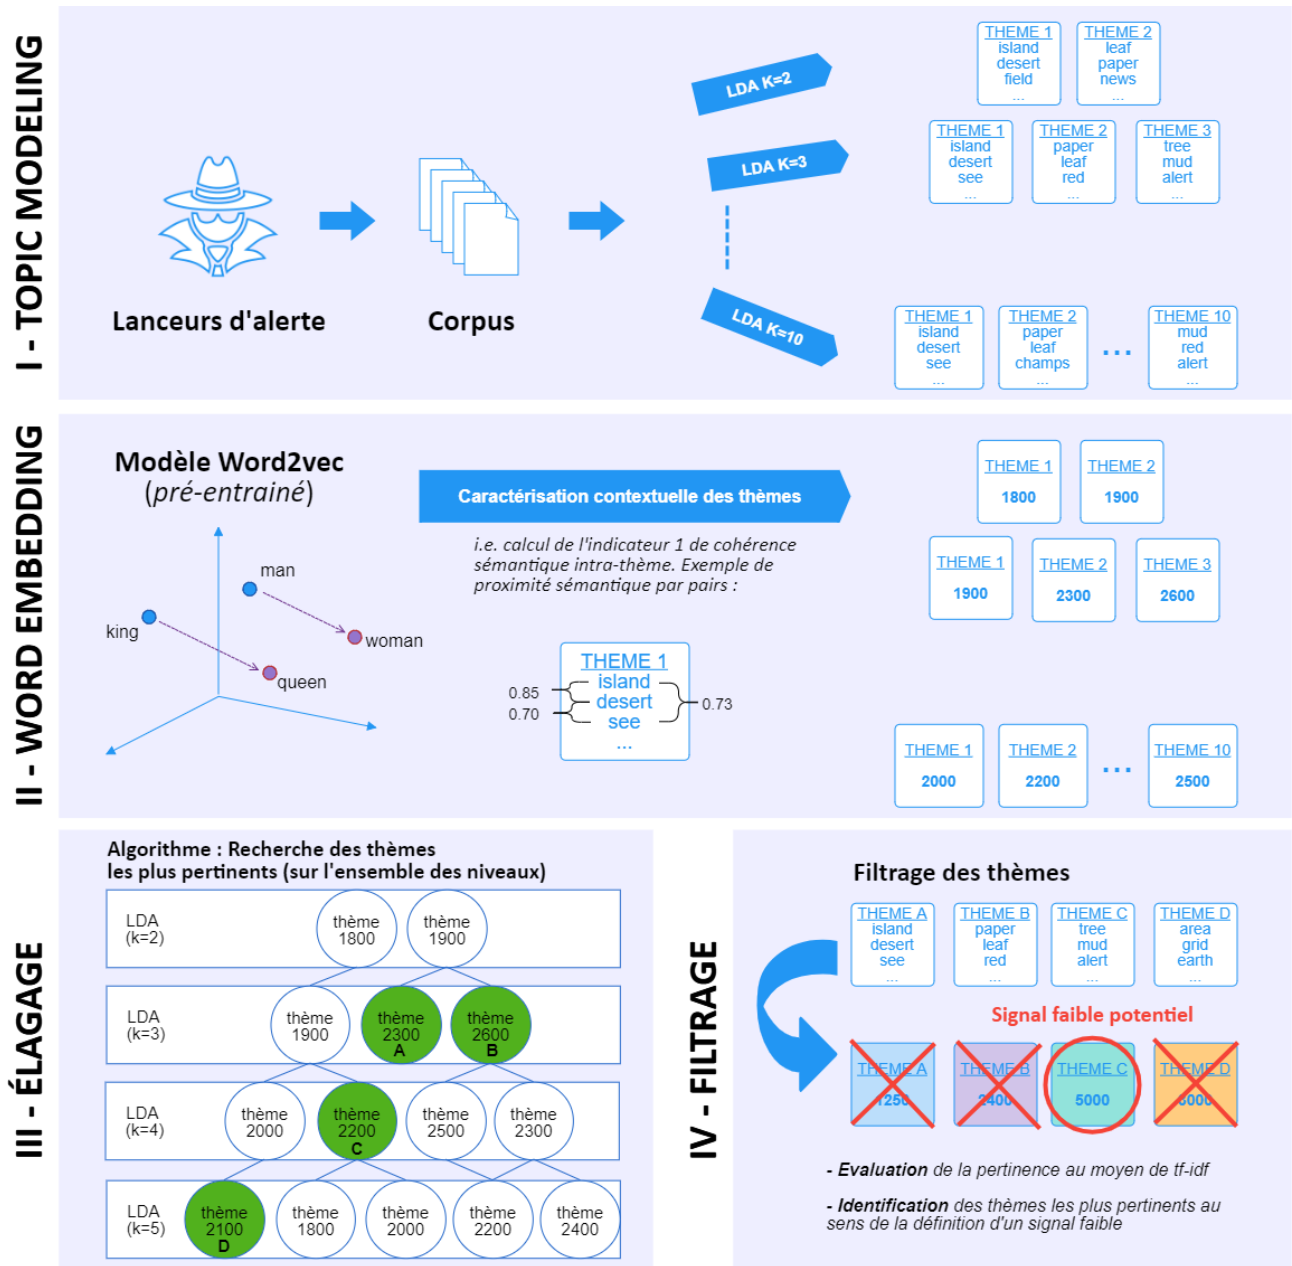 I - TOPIC MODELING
Lanceurs d'alerte
Corpus
LDA K=2
LDA K=3
LDA K=10
THEME 1
island
desert
field
...
THEME 2
leaf
paper
news
THEME 1
island
desert
see
...
THEME 2
paper
leaf
red
...
THEME 3
tree
mud
alert
...
THEME 1
island
desert
see
...
THEME 2
paper
leaf
champs
...
...
THEME 10
mud
red
alert
...
II - WORD EMBEDDING
Modèle Word2vec
(pré-entrainé)
man
king
woman
queen
Caractérisation contextuelle des thèmes
i.e. calcul de l'indicateur 1 de cohérence
sémantique intra-thème. Exemple de
proximité sémantique par pairs :
THEME 1
island
desert
see
...
0.85
0.70
0.73
THEME 1
1800
THEME 2
1900
THEME 1
1900
THEME 2
2300
THEME 3
2600
THEME 1
2000
THEME 2
2200
...
THEME 10
2500
III - ÉLAGAGE
Algorithme : Recherche des thèmes
les plus pertinents (sur l'ensemble des niveaux)
LDA
(k=2)
thème
1800
thème
1900
LDA
(k=3)
thème
1900
thème
2300
A
thème
2600
B
LDA
(k=4)
thème
2000
thème
2200
C
thème
2500
thème
2300
LDA
(k=5)
thème
2100
D
thème
1800
thème
2000
thème
2200
thème
2400
IV - FILTRAGE
Filtrage des thèmes
THEME A
island
desert
see
...
THEME B
paper
leaf
red
...
THEME C
tree
mud
alert
...
THEME D
area
grid
earth
...
Signal faible potentiel
THEME A
1250
THEME B
2400
THEME C
5000
THEME D
3000
- Evaluation de la pertinence au moyen de tf-idf
- Identification des thèmes les plus pertinents au
sens de la définition d'un signal faible